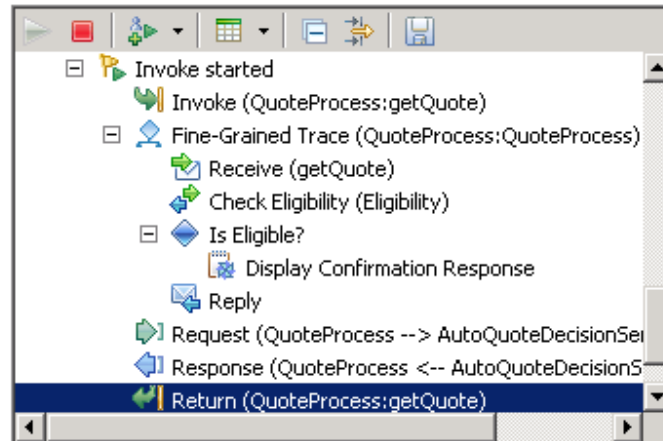 Invoke started
Invoke (QuoteProcess:getQuote)
Fine-Grained Trace (QuoteProcess:QuoteProcess)
Receive (getQuote)
Check Eligibility (Eligibility)
Is Eligible?
Display Confirmation Response
Reply
Request (QuoteProcess --> AutoQuoteDecisionSer
Response (QuoteProcess <-- AutoQuoteDecisionS
Return (QuoteProcess:getQuote)